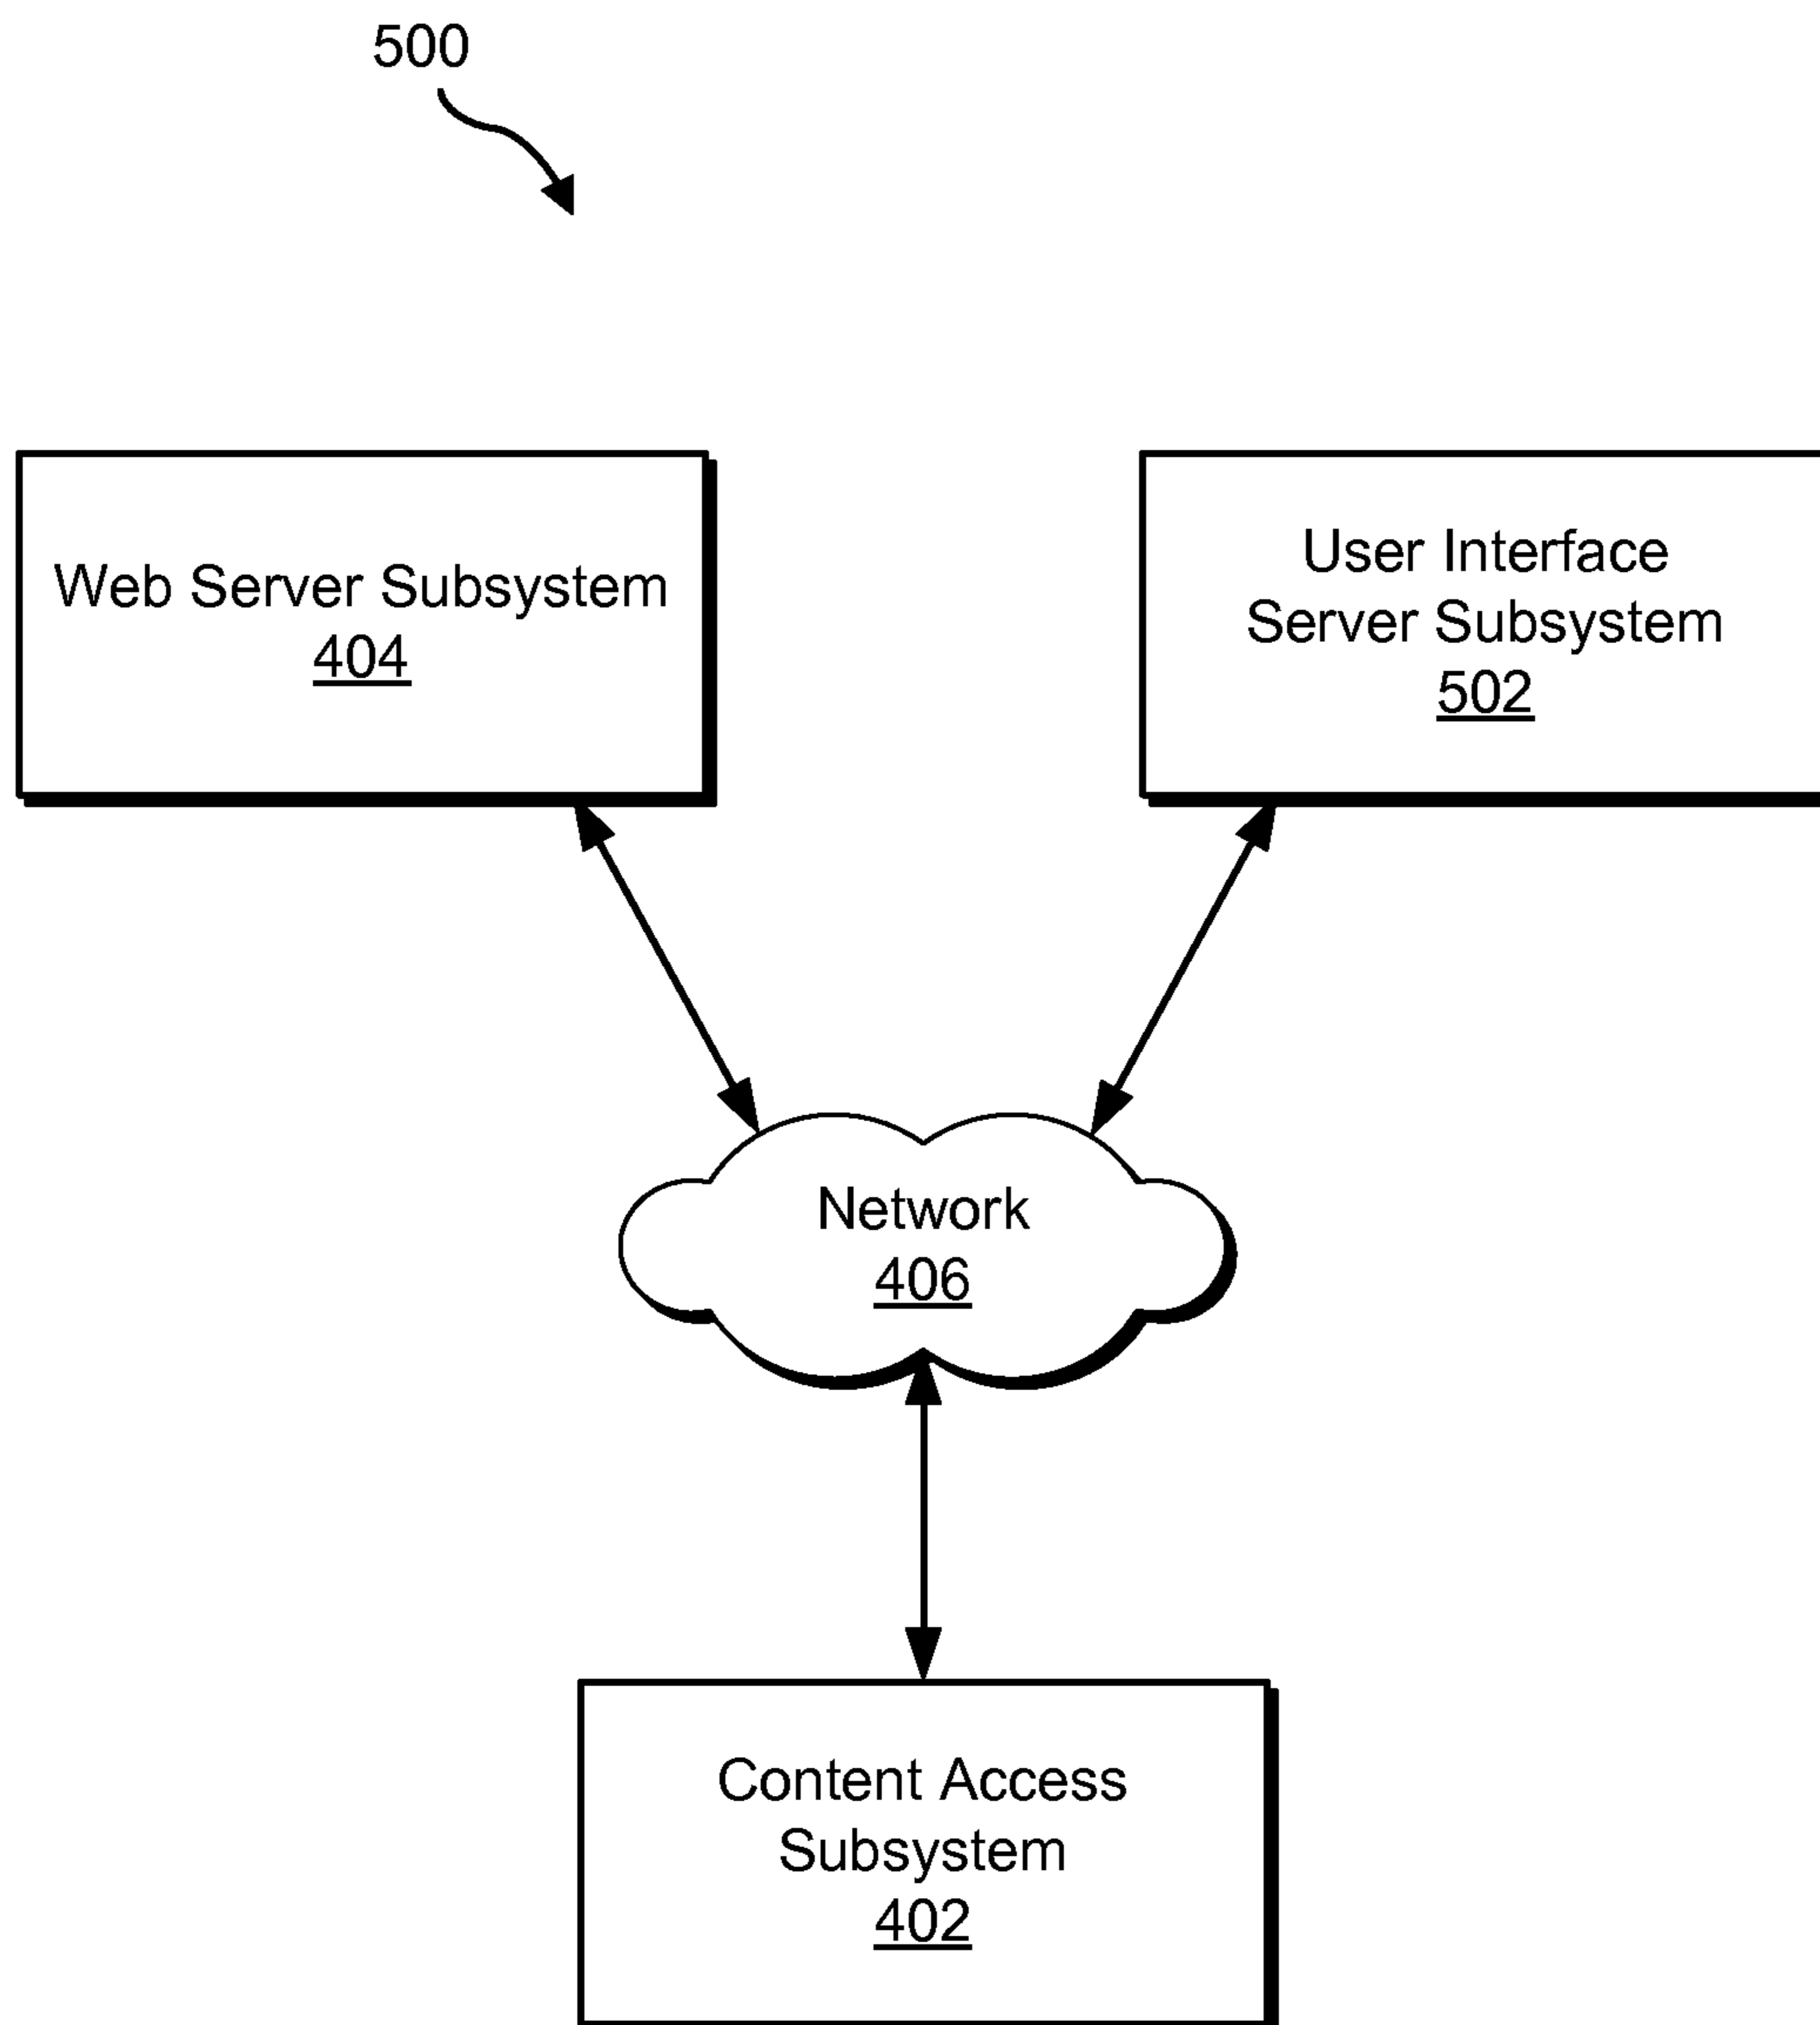 500
Web Server Subsystem
404
User Interface
Server Subsystem
502
Network
406
Content Access
Subsystem
402